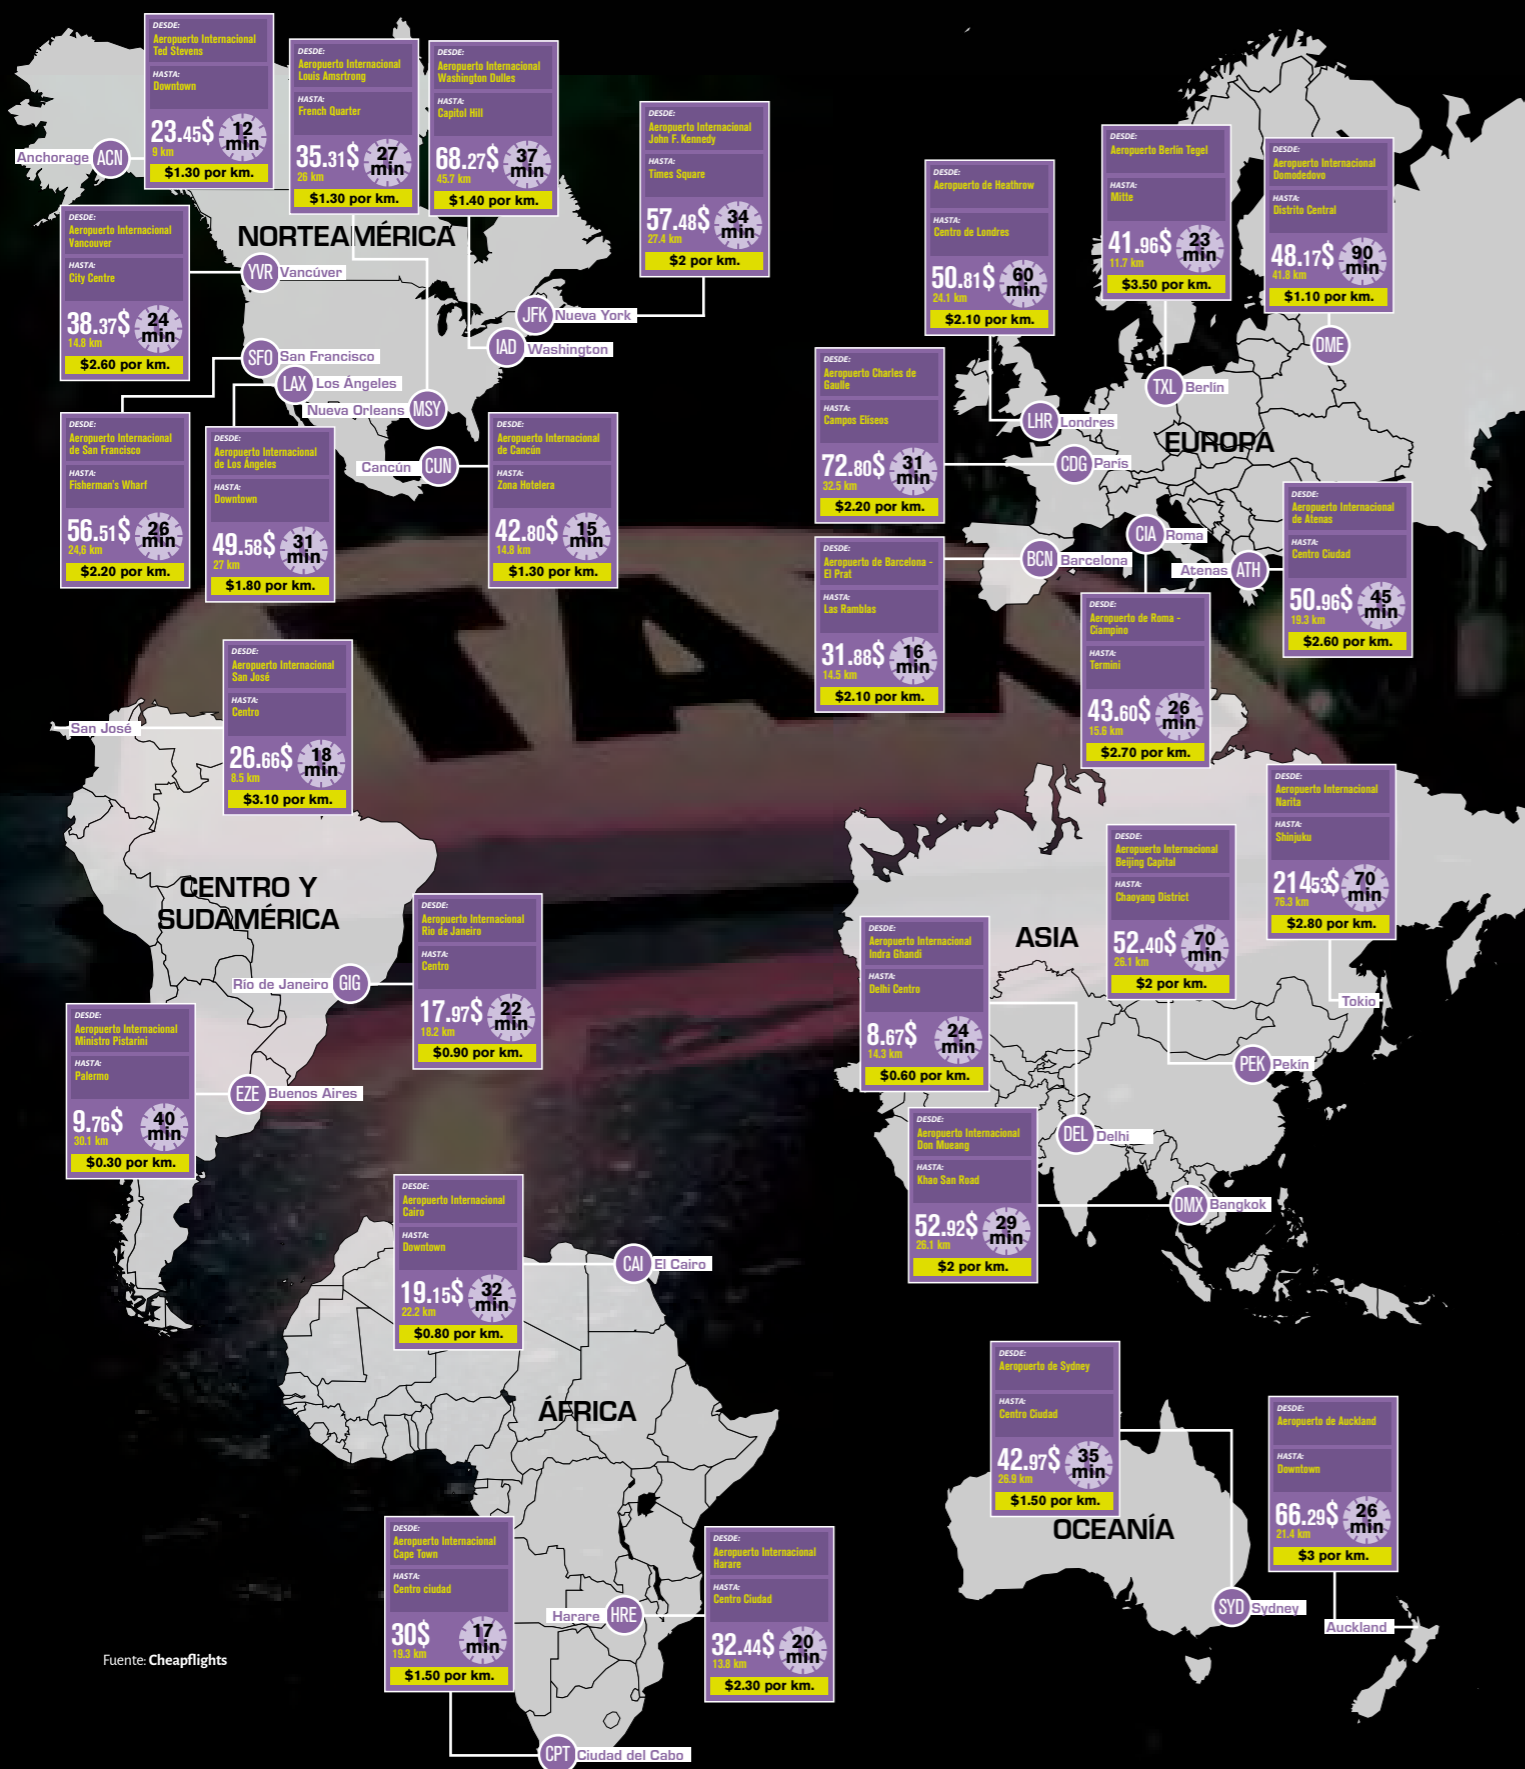 DESDE:
Aeropuerto Internacional
Ted Stevens
HASTA:
Downtown
23.45$
9 km
12
min
$1.30 por km.
Anchorage
ACN
DESDE:
Aeropuerto Internacional
Louis Amsrtrong
HASTA:
French Quarter
35.31$
26 km
27
min
$1.30 por km.
DESDE:
Aeropuerto Internacional
Washington Dulles
HASTA:
Capitol Hill
68.27$
45.7 km
37
min
$1.40 por km.
DESDE:
Aeropuerto Internacional
John F. Kennedy
HASTA:
Times Square
57.48$
27.4 km
34
min
$2 por km.
DESDE:
Aeropuerto Internacional
Vancouver
HASTA:
City Centre
38.37$
14.8 km
24
min
$2.60 por km.
NORTEAMÉRICA
YVR
Vancúver
JFK
Nueva York
IAD
Washington
SFO
San Francisco
LAX
Los Ángeles
Nueva Orleans
MSY
Cancún
CUN
DESDE:
Aeropuerto Internacional
de San Francisco
HASTA:
Fisherman's Wharf
56.51$
24,6 km
26
min
$2.20 por km.
DESDE:
Aeropuerto Internacional
de Los Ángeles
HASTA:
Downtown
49.58$
27 km
31
min
$1.80 por km.
DESDE:
Aeropuerto Internacional
de Cancún
HASTA:
Zona Hotelera
42.80$
14.8 km
15
min
$1.30 por km.
DESDE:
Aeropuerto de Heathrow
HASTA:
Centro de Londres
50.81$
24.1 km
60
min
$2.10 por km.
DESDE:
Aeropuerto Berlín Tegel
HASTA:
Mitte
41.96$
11.7 km
23
min
$3.50 por km.
DESDE:
Aeropuerto Internacional
Domodedovo
HASTA:
Distrito Central
48.17$
41.8 km
90
min
$1.10 por km.
DME
TXL
Berlín
LHR
Londres
EUROPA
CDG
París
CIA
Roma
BCN
Barcelona
Atenas
ATH
DESDE:
Aeropuerto Charles de
Gaulle
HASTA:
Campos Elíseos
72.80$
32.5 km
31
min
$2.20 por km.
DESDE:
Aeropuerto de Barcelona -
El Prat
HASTA:
Las Ramblas
31.88$
14.5 km
16
min
$2.10 por km.
DESDE:
Aeropuerto Internacional
de Atenas
HASTA:
Centro Ciudad
50.96$
19.3 km
45
min
$2.60 por km.
DESDE:
Aeropuerto de Roma -
Ciampino
HASTA:
Termini
43.60$
15.6 km
26
min
$2.70 por km.
TAX
San José
DESDE:
Aeropuerto Internacional
San José
HASTA:
Centro
26.66$
8.5 km
18
min
$3.10 por km.
CENTRO Y
SUDAMÉRICA
DESDE:
Aeropuerto Internacional
Río de Janeiro
HASTA:
Centro
17.97$
18.2 km
22
min
$0.90 por km.
Río de Janeiro
GIG
DESDE:
Aeropuerto Internacional
Ministro Pistarini
HASTA:
Palermo
9.76$
30.1 km
40
min
$0.30 por km.
EZE
Buenos Aires
DESDE:
Aeropuerto Internacional
Narita
HASTA:
Shinjuku
21453$
76.3 km
70
min
$2.80 por km.
DESDE:
Aeropuerto Internacional
Beijing Capital
HASTA:
Chaoyang District
52.40$
26.1 km
70
min
$2 por km.
ASIA
DESDE:
Aeropuerto Internacional
Indra Ghandi
HASTA:
Delhi Centro
8.67$
14.3 km
24
min
$0.60 por km.
Tokio
PEK
Pekín
DEL
Delhi
DMX
Bangkok
DESDE:
Aeropuerto Internacional
Don Mueang
HASTA:
Khao San Road
52.92$
26.1 km
29
min
$2 por km.
DESDE:
Aeropuerto Internacional
Cairo
HASTA:
Downtown
19.15$
22.2 km
32
min
$0.80 por km.
CAI
El Cairo
ÁFRICA
DESDE:
Aeropuerto Internacional
Cape Town
HASTA:
Centro ciudad
30$
19.3 km
17
min
$1.50 por km.
DESDE:
Aeropuerto Internacional
Harare
HASTA:
Centro Ciudad
32.44$
13.8 km
20
min
$2.30 por km.
Harare
HRE
CPT
Ciudad del Cabo
DESDE:
Aeropuerto de Sydney
HASTA:
Centro Ciudad
42.97$
26.9 km
35
min
$1.50 por km.
OCEANÍA
DESDE:
Aeropuerto de Auckland
HASTA:
Downtown
66.29$
21.4 km
26
min
$3 por km.
SYD
Sydney
Auckland
Fuente: Cheapflights